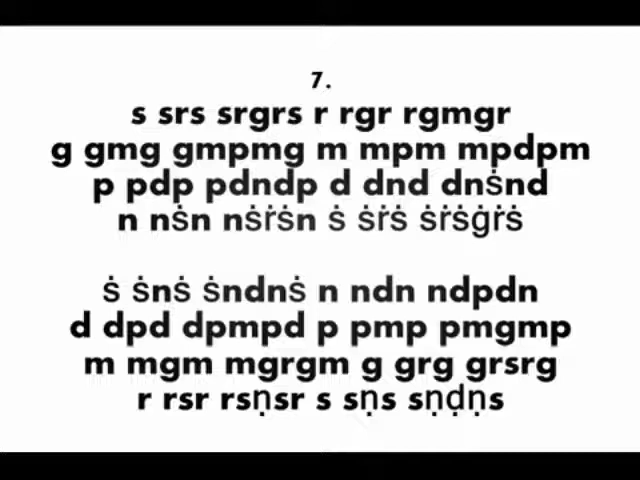 7.
s srs srgrs r rgr rgmgr
g gmg gmpmg m mpm mpdpm
p pdp pdndp d dnd dnṡnd
n nṡn nṡṙṡn ṡ ṡṙṡ ṡṙṡġṙṡ
ṡ ṡnṡ ṡndnṡ n ndn ndpdn
d dpd dpmpd p pmp pmgmp
m mgm mgrgm g grg grsrg
r rsr rsṇsr s sṇs sṇḍṇs